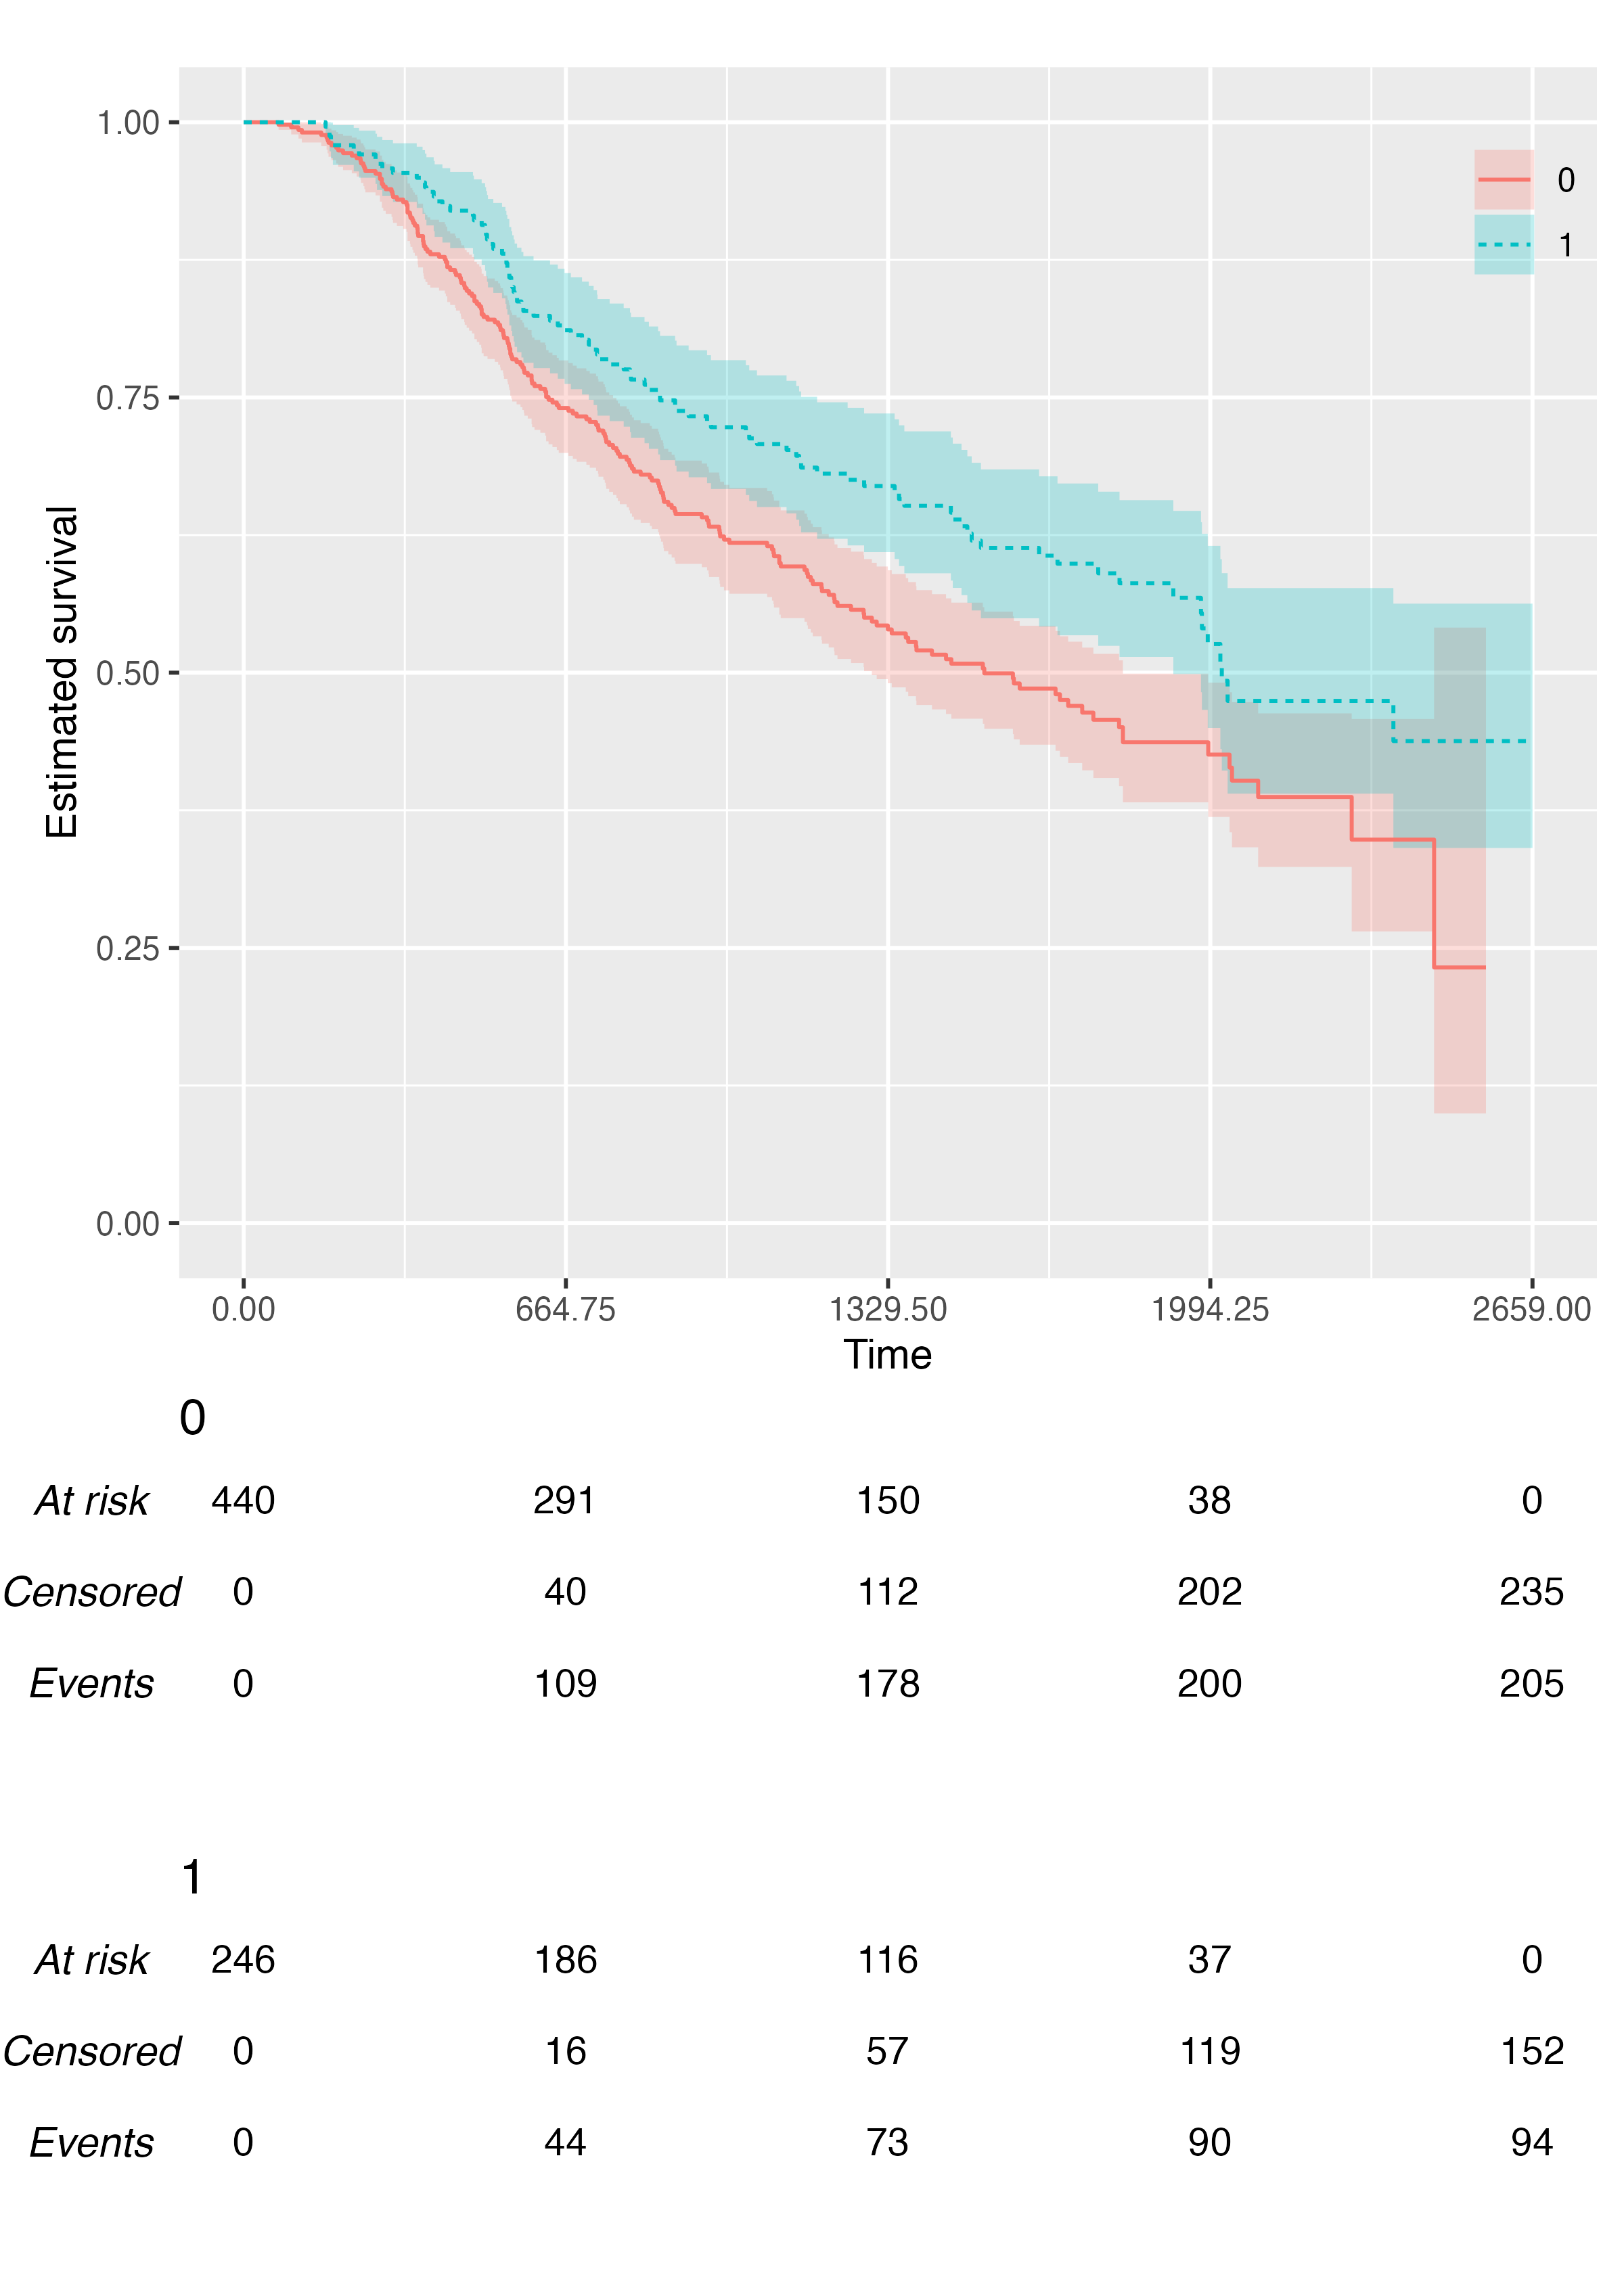 1.00
0.75
0.50
0.25
0.00
Estimated survival
0
1
0.00 664.75 1329.50 1994.25 2659.00
Time
0
At risk 440 291 150 38 0
Censored 0 40 112 202 235
Events 0 109 178 200 205
1
At risk 246 186 116 37 0
Censored 0 16 57 119 152
Events 0 44 73 90 94